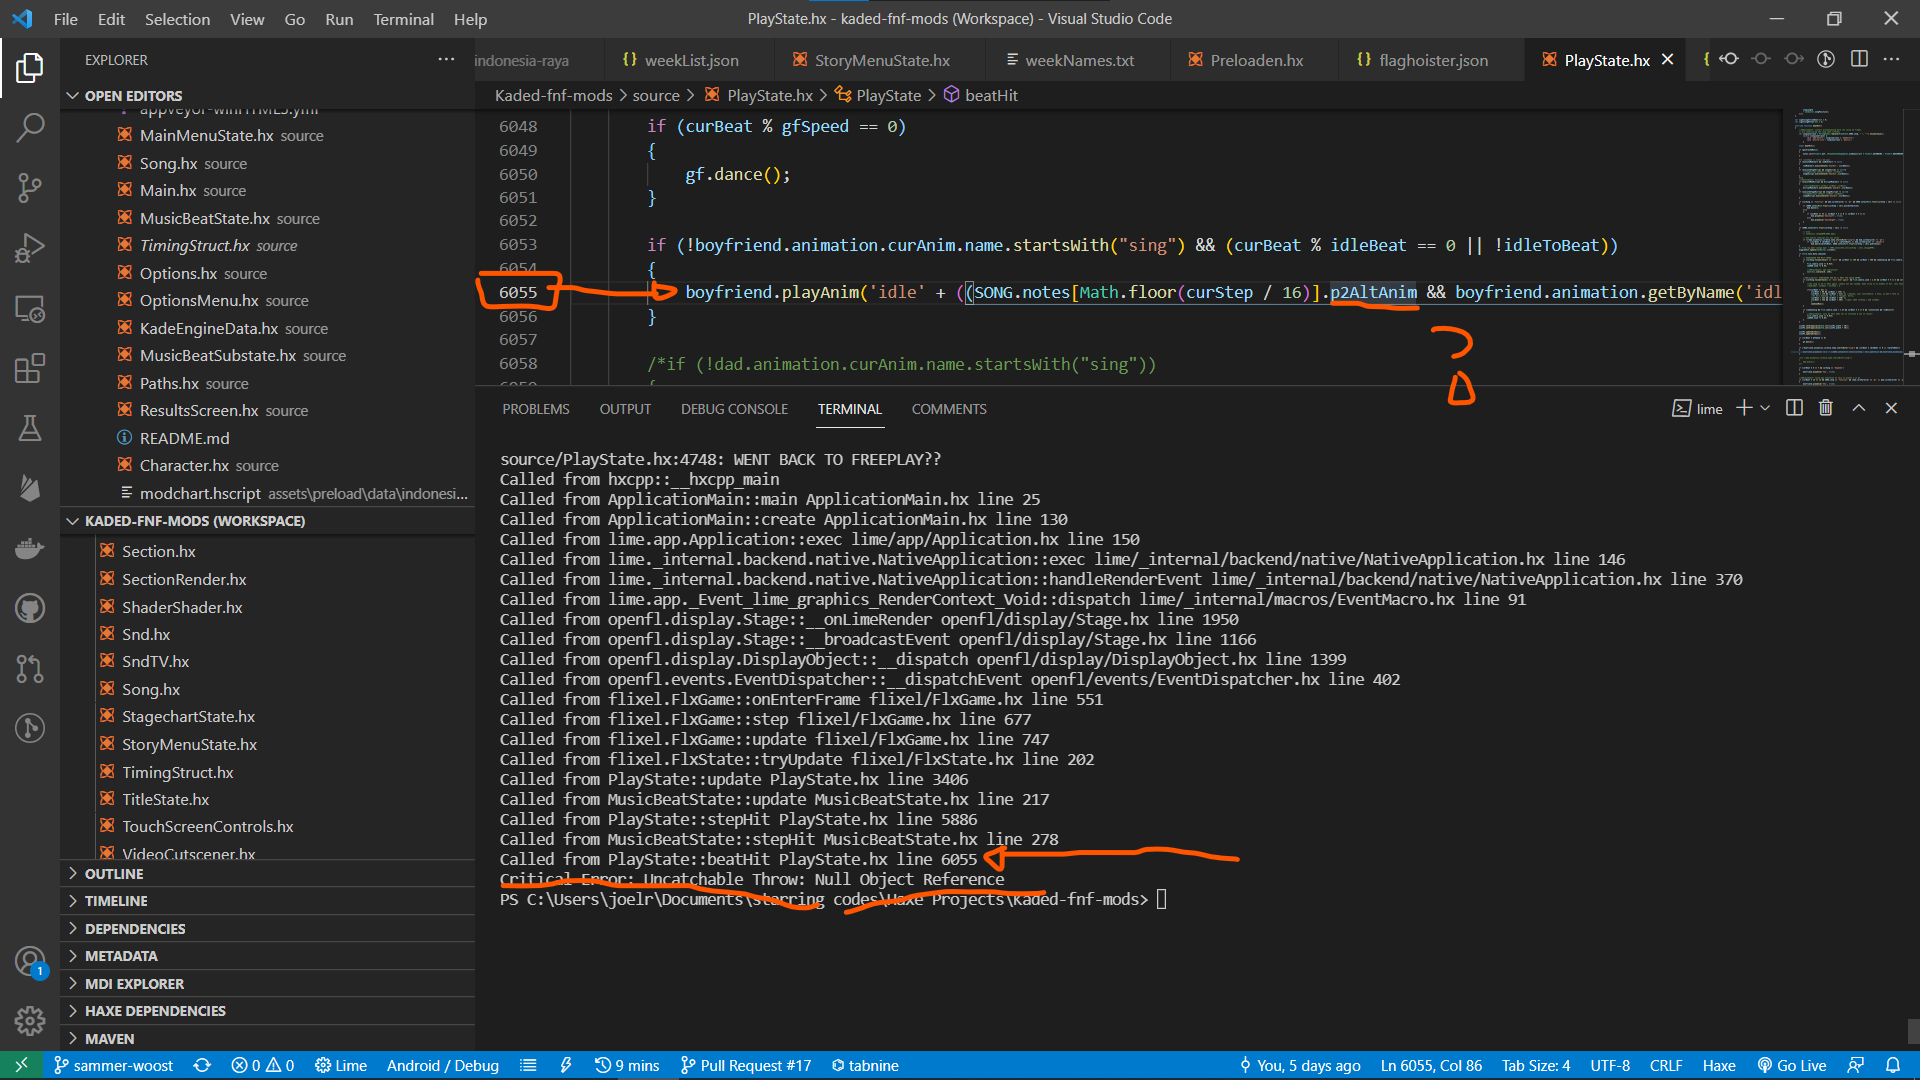 File Edit Selection View Go Run Terminal Help
PlayState.hx - kaded-fnf-mods (Workspace) - Visual Studio Code
EXPLORER
indonesia-raya
weekList.json
StoryMenuState.hx
weekNames.txt
Preloaden.hx
flaghoister.json
PlayState.hx
OPEN EDITORS
appveyor-winHTML5.yml
MainMenuState.hx source
Song.hx source
Main.hx source
MusicBeatState.hx source
TimingStruct.hx source
Options.hx source
OptionsMenu.hx source
KadeEngineData.hx source
MusicBeatSubstate.hx source
Paths.hx source
ResultsScreen.hx source
README.md
Character.hx source
modchart.hscript assets\preload\data\indonesi...
KADED-FNF-MODS (WORKSPACE)
Section.hx
SectionRender.hx
ShaderShader.hx
Snd.hx
SndTV.hx
Song.hx
StagechartState.hx
StoryMenuState.hx
TimingStruct.hx
TitleState.hx
TouchScreenControls.hx
VideoCutscener.hx
OUTLINE
TIMELINE
DEPENDENCIES
METADATA
MDI EXPLORER
HAXE DEPENDENCIES
MAVEN
1
Kaded-fnf-mods > source > PlayState.hx > PlayState > beatHit
6048 if (curBeat % gfSpeed == 0)
6049 {
6050 gf.dance();
6051 }
6052
6053 if (!boyfriend.animation.curAnim.name.startsWith("sing") && (curBeat % idleBeat == 0 || !idleToBeat))
6054 {
6055 boyfriend.playAnim('idle' + ((SONG.notes[Math.floor(curStep / 16)].p2AltAnim && boyfriend.animation.getByName('idl
6056 }
6057
6058 /*if (!dad.animation.curAnim.name.startsWith("sing"))
6059 {
?
PROBLEMS OUTPUT DEBUG CONSOLE TERMINAL COMMENTS
lime
source/PlayState.hx:4748: WENT BACK TO FREEPLAY??
Called from hxcpp::__hxcpp_main
Called from ApplicationMain::main ApplicationMain.hx line 25
Called from ApplicationMain::create ApplicationMain.hx line 130
Called from lime.app.Application::exec lime/app/Application.hx line 150
Called from lime._internal.backend.native.NativeApplication::exec lime/_internal/backend/native/NativeApplication.hx line 146
Called from lime._internal.backend.native.NativeApplication::handleRenderEvent lime/_internal/backend/native/NativeApplication.hx line 370
Called from lime.app._Event_lime_graphics_RenderContext_Void::dispatch lime/_internal/macros/EventMacro.hx line 91
Called from openfl.display.Stage::__onLimeRender openfl/display/Stage.hx line 1950
Called from openfl.display.Stage::__broadcastEvent openfl/display/Stage.hx line 1166
Called from openfl.display.DisplayObject::__dispatch openfl/display/DisplayObject.hx line 1399
Called from openfl.events.EventDispatcher::__dispatchEvent openfl/events/EventDispatcher.hx line 402
Called from flixel.FlxGame::onEnterFrame flixel/FlxGame.hx line 551
Called from flixel.FlxGame::step flixel/FlxGame.hx line 677
Called from flixel.FlxGame::update flixel/FlxGame.hx line 747
Called from flixel.FlxState::tryUpdate flixel/FlxState.hx line 202
Called from PlayState::update PlayState.hx line 3406
Called from MusicBeatState::update MusicBeatState.hx line 217
Called from PlayState::stepHit PlayState.hx line 5886
Called from MusicBeatState::stepHit MusicBeatState.hx line 278
Called from PlayState::beatHit PlayState.hx line 6055
Critical Error: Uncatchable Throw: Null Object Reference
PS C:\Users\joelr\Documents\starring codes\Haxe Projects\Kaded-fnf-mods>
sammer-woost 0 0 Lime Android / Debug 9 mins Pull Request #17 tabnine You, 5 days ago Ln 6055, Col 86 Tab Size: 4 UTF-8 CRLF Haxe Go Live